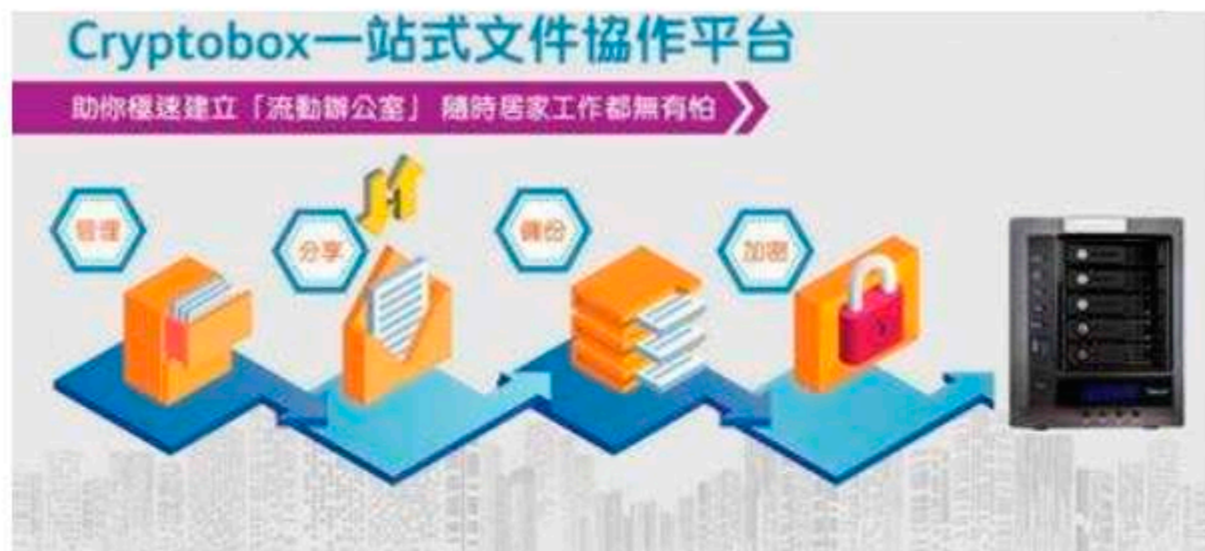 Cryptobox一站式文件協作平台
助你極速建立「流動辦公室」 隨時居家工作都無有怕
管理
分享
備份
加密